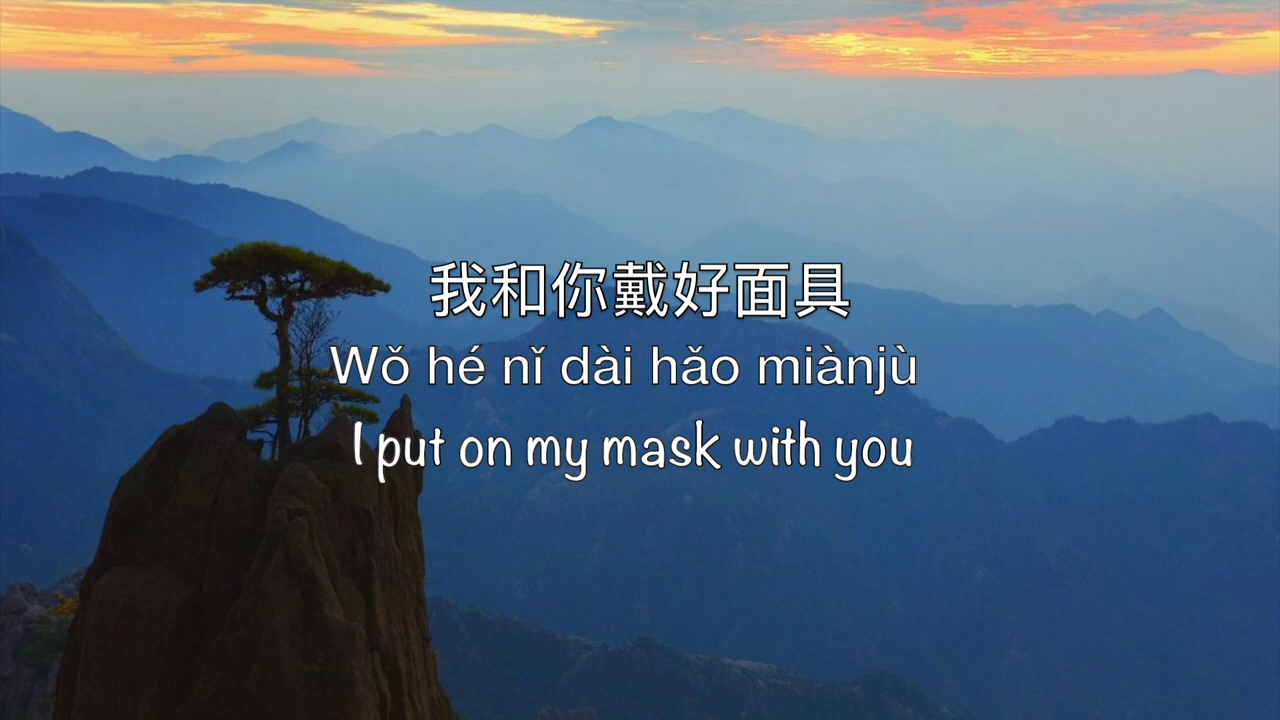 我和你戴好面具
Wǒ hé nǐ dài hǎo miànjù
I put on my mask with you